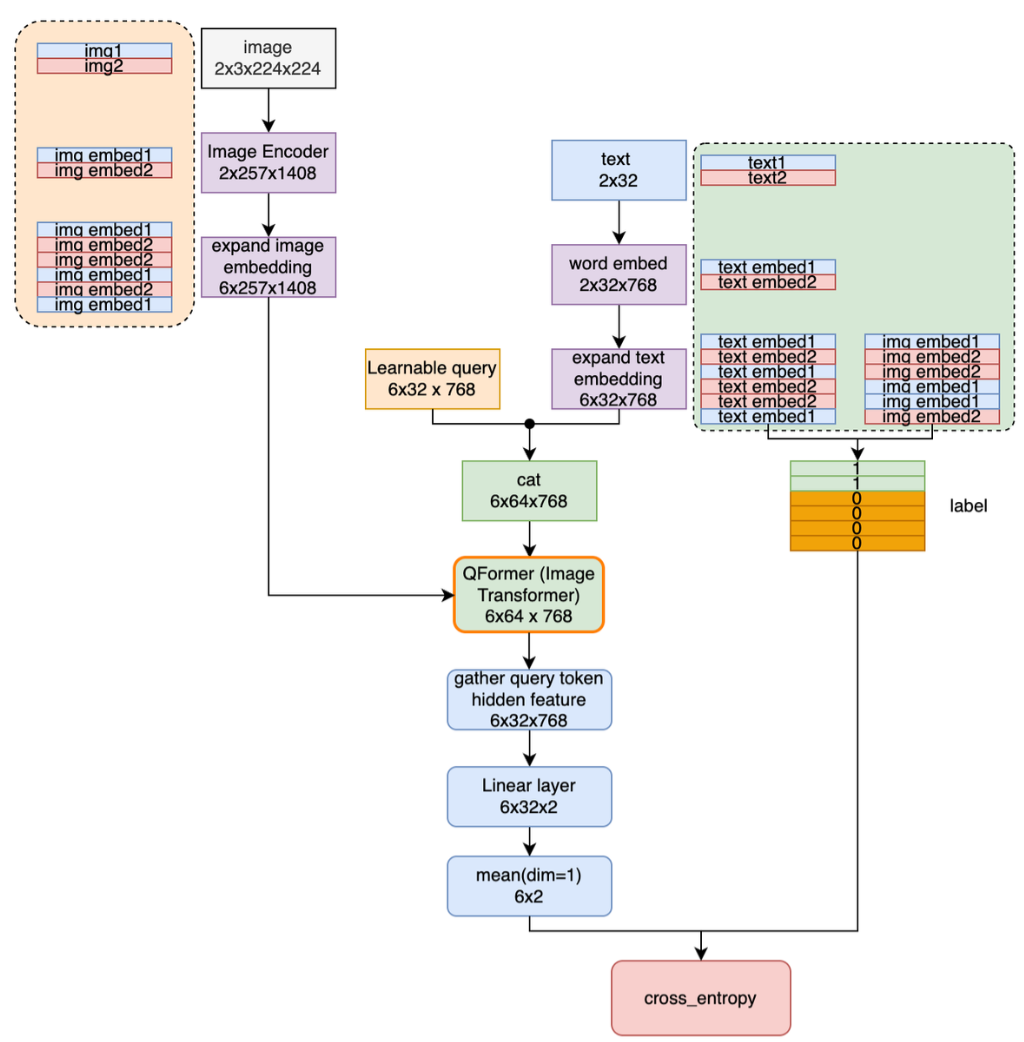 img1
img2
image
2x3x224x224
img embed1
img embed2
Image Encoder
2x257x1408
img embed1
img embed2
img embed2
img embed1
img embed2
img embed1
expand image
embedding
6x257x1408
text
2x32
text1
text2
word embed
2x32x768
text embed1
text embed2
Learnable query
6x32 x 768
expand text
embedding
6x32x768
text embed1
text embed2
text embed1
text embed2
text embed2
text embed1
img embed1
img embed2
img embed2
img embed1
img embed1
img embed2
cat
6x64x768
1
1
0
0
0
0
label
QFormer (Image
Transformer)
6x64 x 768
gather query token
hidden feature
6x32x768
Linear layer
6x32x2
mean(dim=1)
6x2
cross_entropy